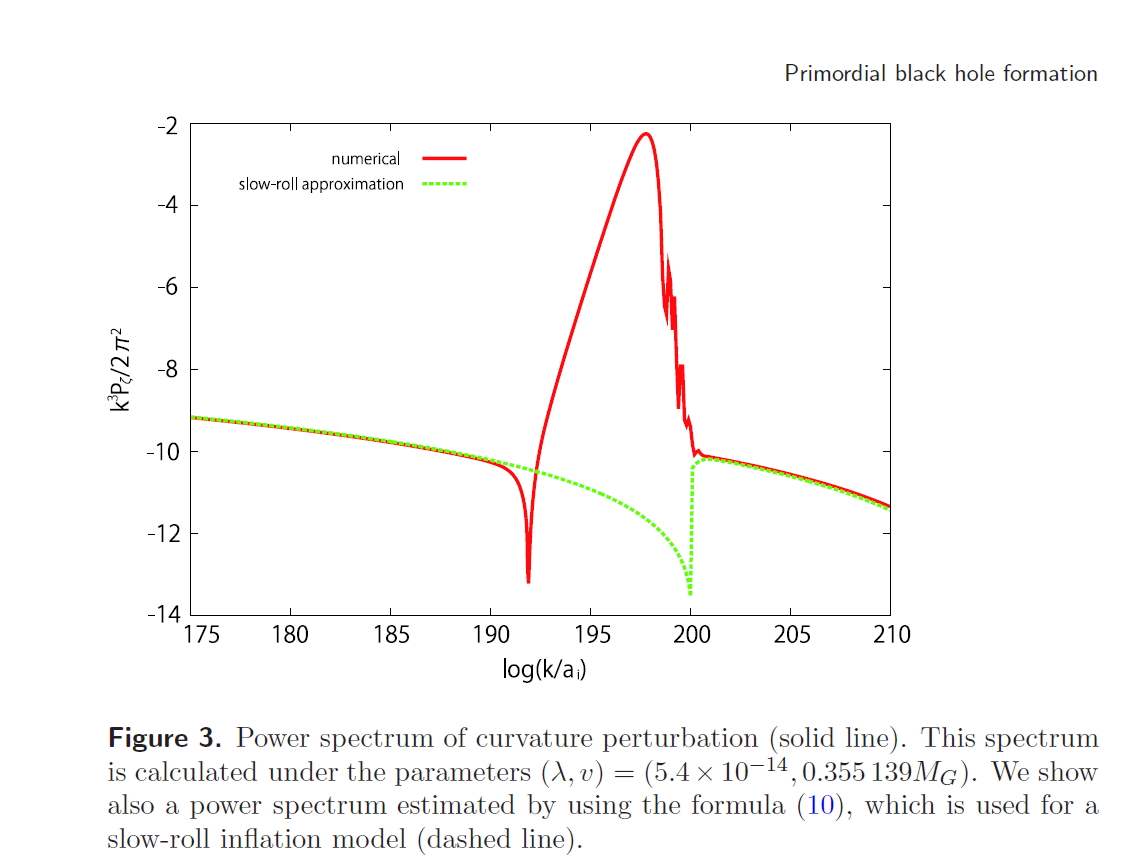 Primordial black hole formation
-2
-4
-6
-8
-10
-12
-14
numerical
slow-roll approximation
k³Pζ/2π²
175 180 185 190 195 200 205 210
log(k/aᵢ)
Figure 3. Power spectrum of curvature perturbation (solid line). This spectrum
is calculated under the parameters (λ, v) = (5.4 × 10⁻¹⁴, 0.355 139M_G). We show
also a power spectrum estimated by using the formula (10), which is used for a
slow-roll inflation model (dashed line).